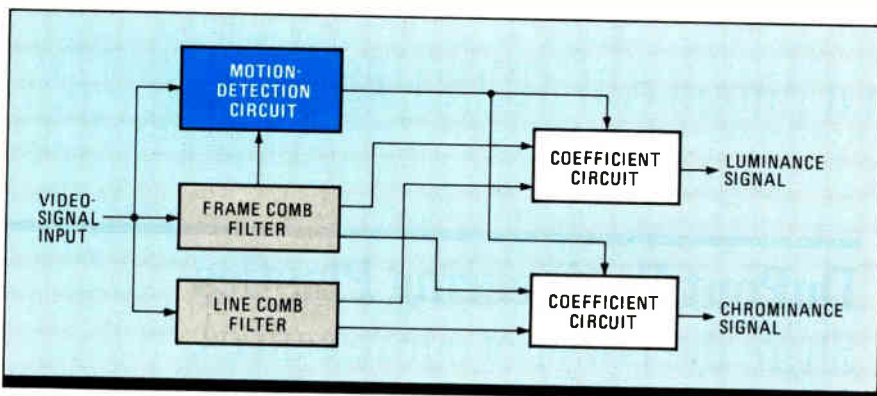 MOTION-
DETECTION
CIRCUIT
VIDEO-
SIGNAL
INPUT
FRAME COMB
FILTER
LINE COMB
FILTER
COEFFICIENT
CIRCUIT
LUMINANCE
SIGNAL
COEFFICIENT
CIRCUIT
CHROMINANCE
SIGNAL